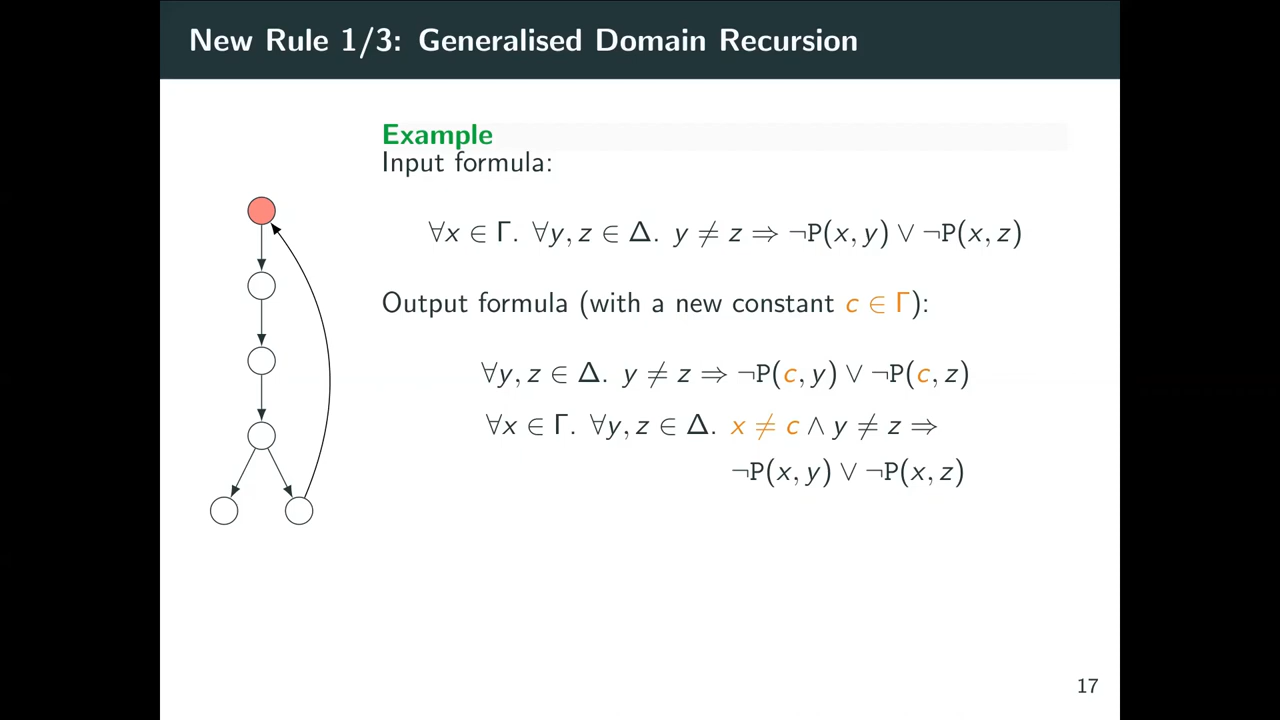 New Rule 1/3: Generalised Domain Recursion
Example
Input formula:
∀x ∈ Γ. ∀y, z ∈ Δ. y ≠ z ⇒ ¬P(x, y) ∨ ¬P(x, z)
Output formula (with a new constant c ∈ Γ):
∀y, z ∈ Δ. y ≠ z ⇒ ¬P(c, y) ∨ ¬P(c, z)
∀x ∈ Γ. ∀y, z ∈ Δ. x ≠ c ∧ y ≠ z ⇒
¬P(x, y) ∨ ¬P(x, z)
17